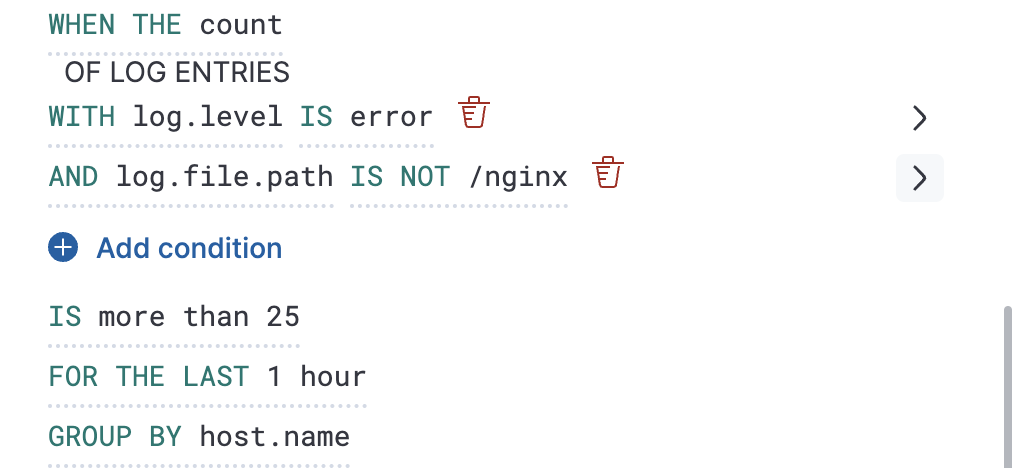 WHEN THE count
OF LOG ENTRIES
WITH log.level IS error
AND log.file.path IS NOT /nginx
Add condition
IS more than 25
FOR THE LAST 1 hour
GROUP BY host.name